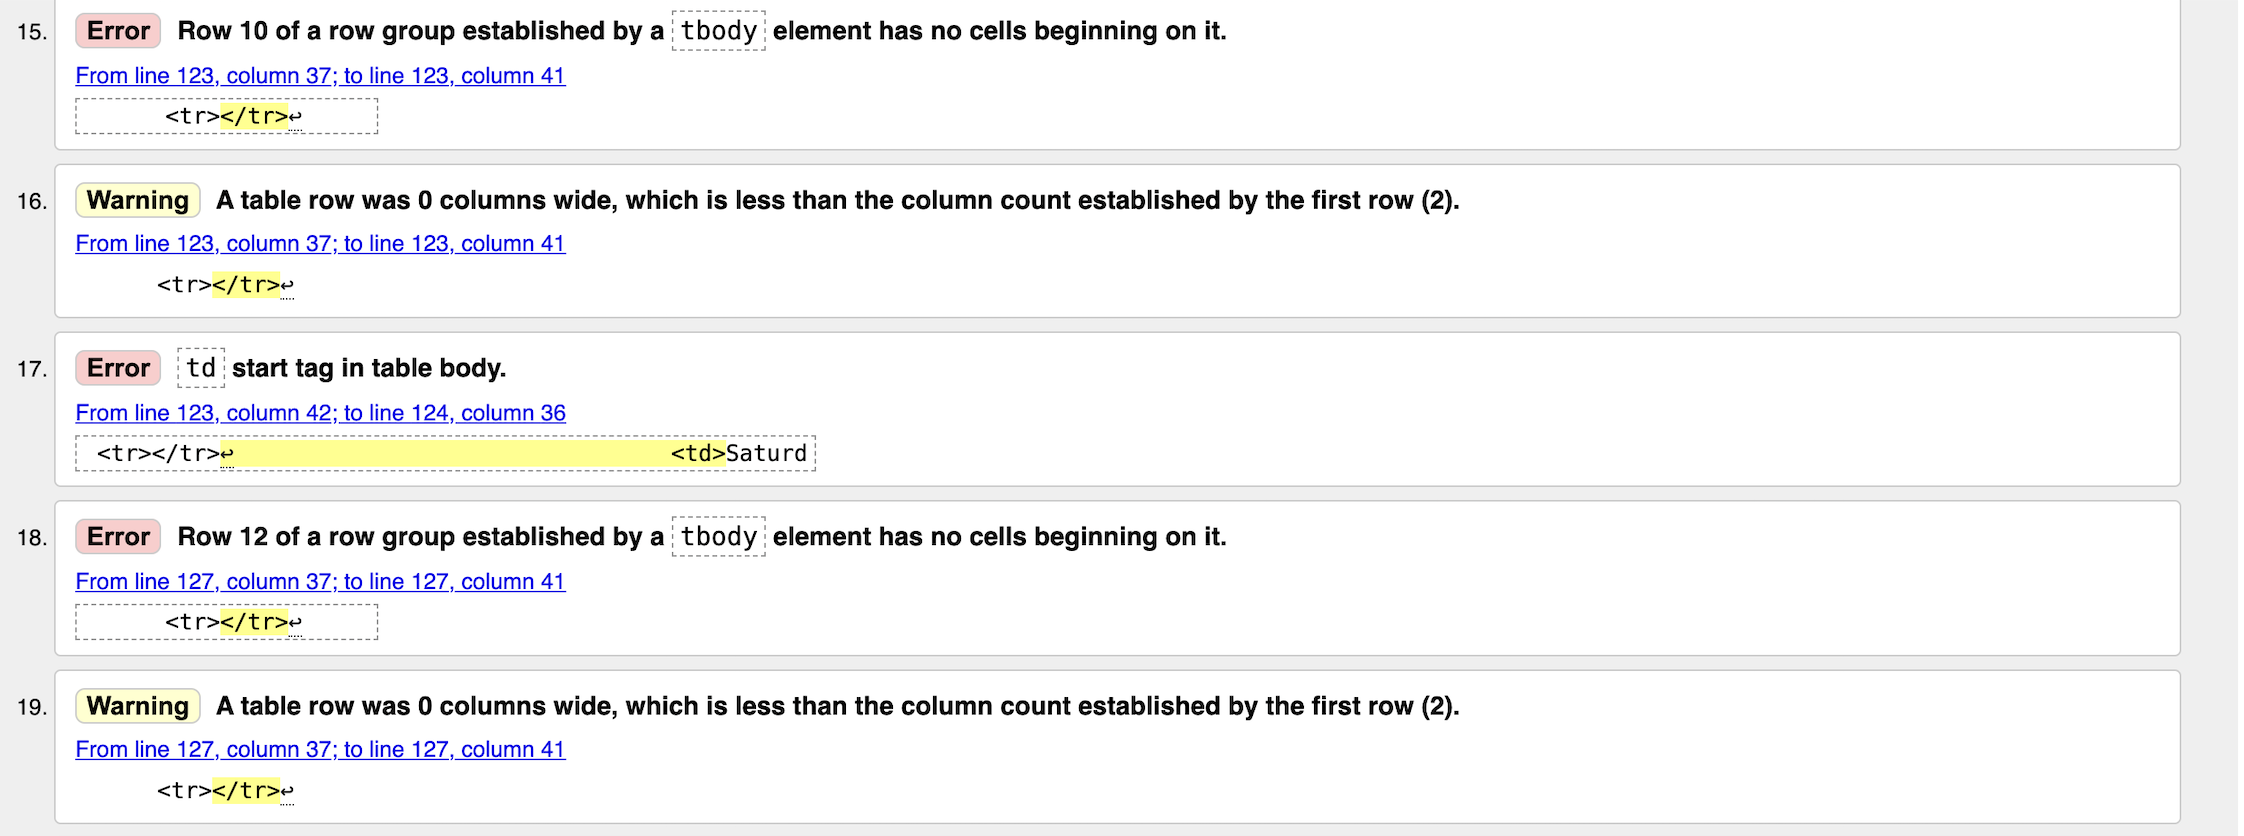 15. Error Row 10 of a row group established by a tbody element has no cells beginning on it.
From line 123, column 37; to line 123, column 41
<tr></tr>↩
16. Warning A table row was 0 columns wide, which is less than the column count established by the first row (2).
From line 123, column 37; to line 123, column 41
<tr></tr>↩
17. Error td start tag in table body.
From line 123, column 42; to line 124, column 36
<tr></tr>↩ <td>Saturd
18. Error Row 12 of a row group established by a tbody element has no cells beginning on it.
From line 127, column 37; to line 127, column 41
<tr></tr>↩
19. Warning A table row was 0 columns wide, which is less than the column count established by the first row (2).
From line 127, column 37; to line 127, column 41
<tr></tr>↩